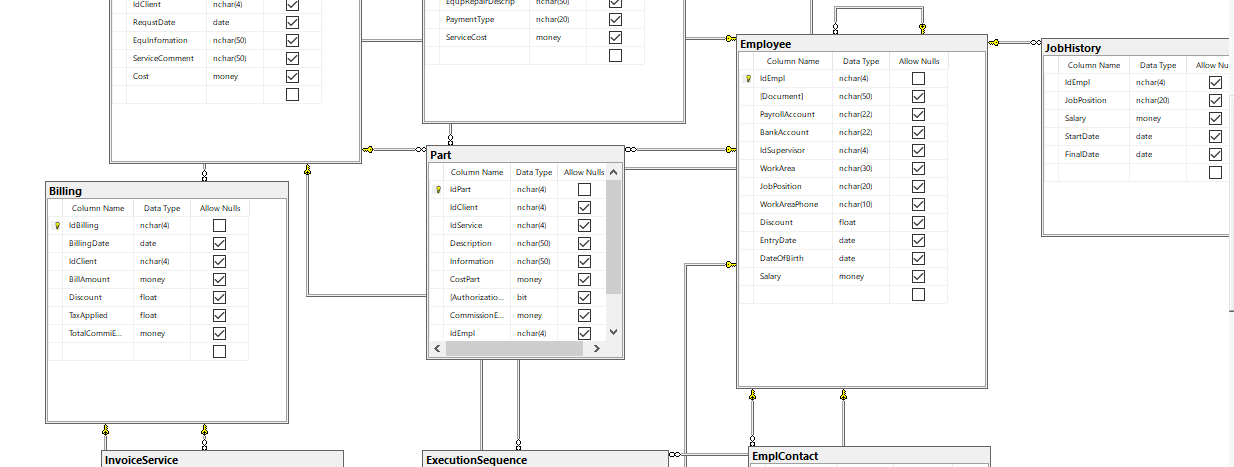 IdClient nchar(4)
RequstDate date
EquInfomation nchar(50)
ServiceComment nchar(50)
Cost money
EqupRepairDescrip nchar(50)
PaymentType nchar(20)
ServiceCost money
Employee
Column Name Data Type Allow Nulls
IdEmpl nchar(4)
[Document] nchar(50)
PayrollAccount nchar(22)
BankAccount nchar(22)
IdSupervisor nchar(4)
WorkArea nchar(30)
JobPosition nchar(20)
WorkAreaPhone nchar(10)
Discount float
EntryDate date
DateOfBirth date
Salary money
JobHistory
Column Name Data Type Allow Nu
IdEmpl nchar(4)
JobPosition nchar(20)
Salary money
StartDate date
FinalDate date
Part
Column Name Data Type Allow Nulls
IdPart nchar(4)
IdClient nchar(4)
IdService nchar(4)
Description nchar(50)
Information nchar(50)
CostPart money
[Authorizatio... bit
CommissionE... money
IdEmpl nchar(4)
Billing
Column Name Data Type Allow Nulls
IdBilling nchar(4)
BillingDate date
IdClient nchar(4)
BillAmount money
Discount float
TaxApplied float
TotalCommiE... money
InvoiceService
ExecutionSequence
EmplContact